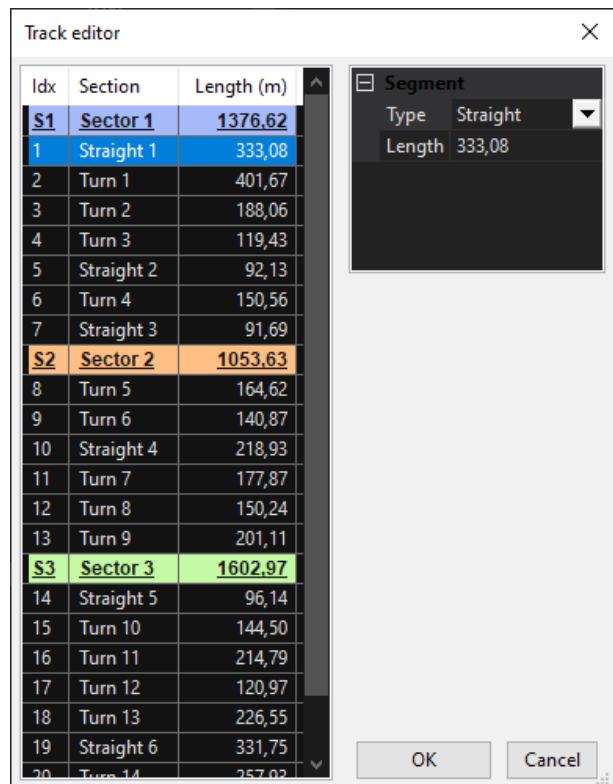 Track editor
Idx Section Length (m)
S1 Sector 1 1376,62
1 Straight 1 333,08
2 Turn 1 401,67
3 Turn 2 188,06
4 Turn 3 119,43
5 Straight 2 92,13
6 Turn 4 150,56
7 Straight 3 91,69
S2 Sector 2 1053,63
8 Turn 5 164,62
9 Turn 6 140,87
10 Straight 4 218,93
11 Turn 7 177,87
12 Turn 8 150,24
13 Turn 9 201,11
S3 Sector 3 1602,97
14 Straight 5 96,14
15 Turn 10 144,50
16 Turn 11 214,79
17 Turn 12 120,97
18 Turn 13 226,55
19 Straight 6 331,75
20 Turn 14 257,93
Segment
Type Straight
Length 333,08
OK Cancel